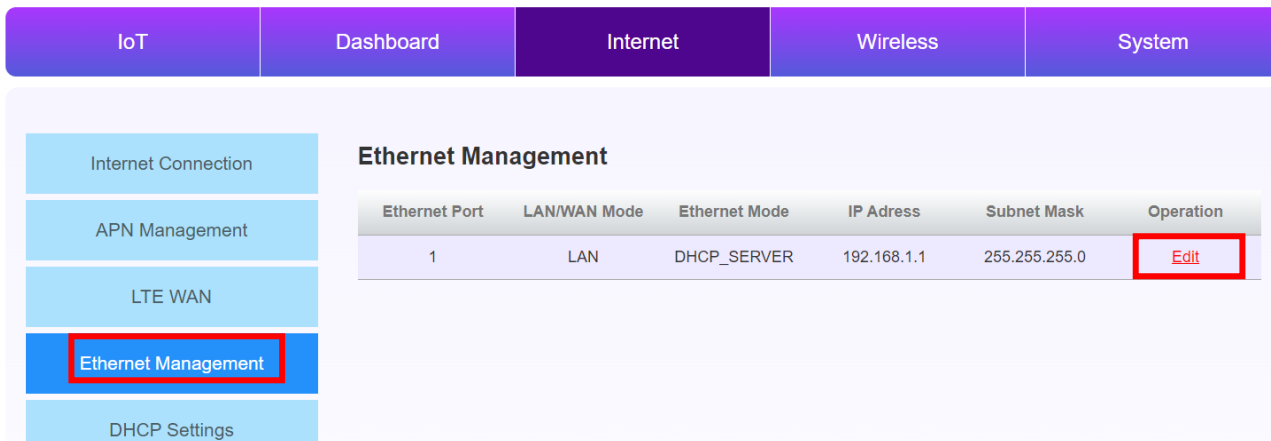 IoT Dashboard Internet Wireless System
Internet Connection
APN Management
LTE WAN
Ethernet Management
DHCP Settings
Ethernet Management
Ethernet Port LAN/WAN Mode Ethernet Mode IP Adress Subnet Mask Operation
1 LAN DHCP_SERVER 192.168.1.1 255.255.255.0 Edit